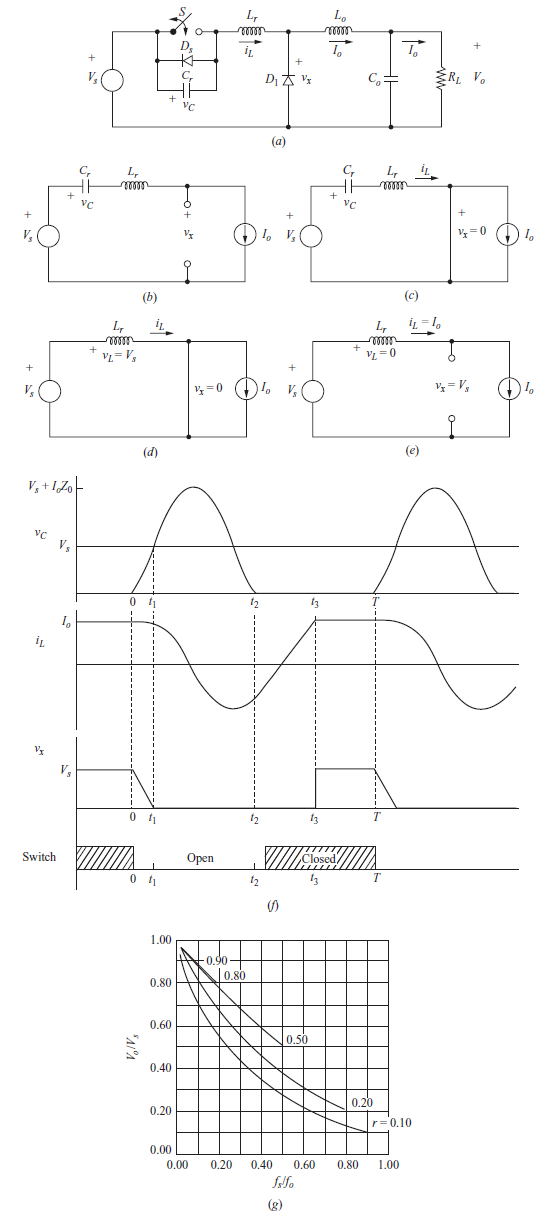 S
L_r
L_o
D_s
i_L
I_o
I_o
+
V_s
C_r
+
v_C
D_1
+
v_x
C_o
R_L
+
V_o
(a)
C_r
L_r
+
v_C
+
V_s
+
v_x
I_o
(b)
C_r
L_r
i_L
+
v_C
+
V_s
+
v_x = 0
I_o
(c)
L_r
i_L
+
v_L = V_s
+
V_s
v_x = 0
I_o
(d)
L_r
i_L = I_o
+
v_L = 0
+
V_s
v_x = V_s
I_o
(e)
V_s + I_oZ_0
v_C
V_s
0 t_1 t_2 t_3 T
I_o
i_L
v_x
V_s
0 t_1 t_2 t_3 T
Switch
Open
Closed
0 t_1 t_2 t_3 T
(f)
1.00
0.90
0.80
0.80
0.60
0.50
V_o/V_s
0.40
0.20
0.20
r = 0.10
0.00
0.00 0.20 0.40 0.60 0.80 1.00
f_s/f_o
(g)